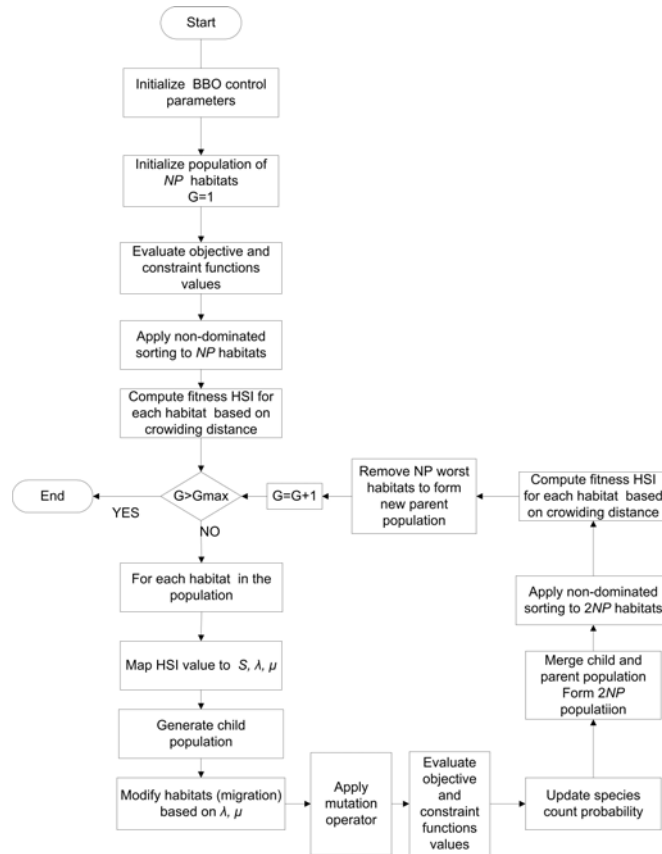 Start
Initialize BBO control
parameters
Initialize population of
NP habitats
G=1
Evaluate objective and
constraint functions
values
Apply non-dominated
sorting to NP habitats
Compute fitness HSI for
each habitat based on
crowiding distance
G>Gmax
YES
End
NO
For each habitat in the
population
Map HSI value to S, λ, μ
Generate child
population
Modify habitats (migration)
based on λ, μ
Apply
mutation
operator
Evaluate
objective
and
constraint
functions
values
Update species
count probability
Merge child and
parent population
Form 2NP
populatiion
Apply non-dominated
sorting to 2NP habitats
Compute fitness HSI
for each habitat based
on crowiding distance
Remove NP worst
habitats to form
new parent
population
G=G+1